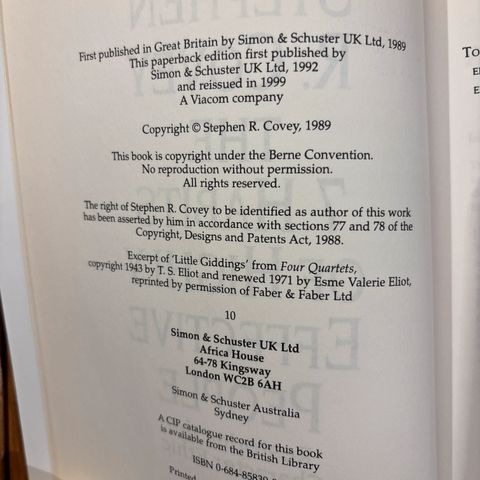 First published in Great Britain by Simon & Schuster UK Ltd, 1989
This paperback edition first published by
Simon & Schuster UK Ltd, 1992
and reissued in 1999
A Viacom company
Copyright © Stephen R. Covey, 1989
This book is copyright under the Berne Convention.
No reproduction without permission.
All rights reserved.
The right of Stephen R. Covey to be identified as author of this work
has been asserted by him in accordance with sections 77 and 78 of the
Copyright, Designs and Patents Act, 1988.
Excerpt of 'Little Giddings' from Four Quartets,
copyright 1943 by T. S. Eliot and renewed 1971 by Esme Valerie Eliot,
reprinted by permission of Faber & Faber Ltd
10
Simon & Schuster UK Ltd
Africa House
64-78 Kingsway
London WC2B 6AH
Simon & Schuster Australia
Sydney
A CIP catalogue record for this book
is available from the British Library
ISBN 0-684-85839
Printed